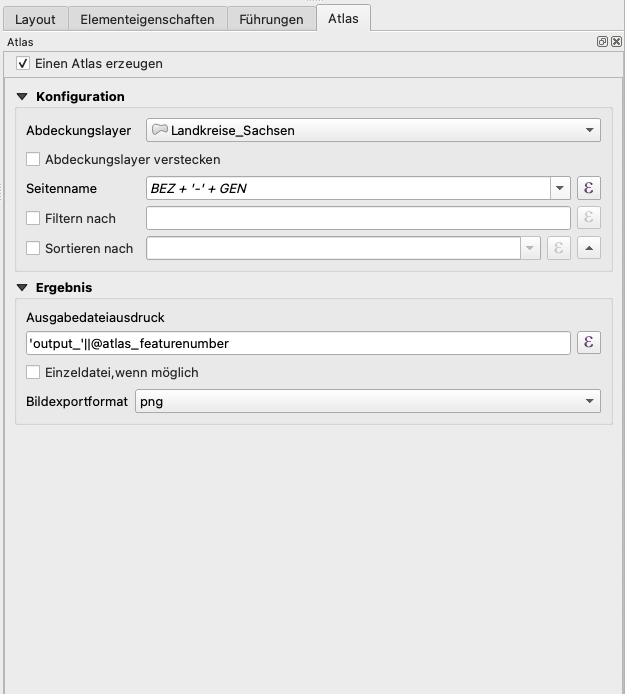 Layout Elementeigenschaften Führungen Atlas
Atlas
Einen Atlas erzeugen
Konfiguration
Abdeckungslayer Landkreise_Sachsen
Abdeckungslayer verstecken
Seitenname BEZ + '-' + GEN ε
Filtern nach ε
Sortieren nach ε
Ergebnis
Ausgabedateiausdruck
'output_'||@atlas_featurenumber ε
Einzeldatei,wenn möglich
Bildexportformat png